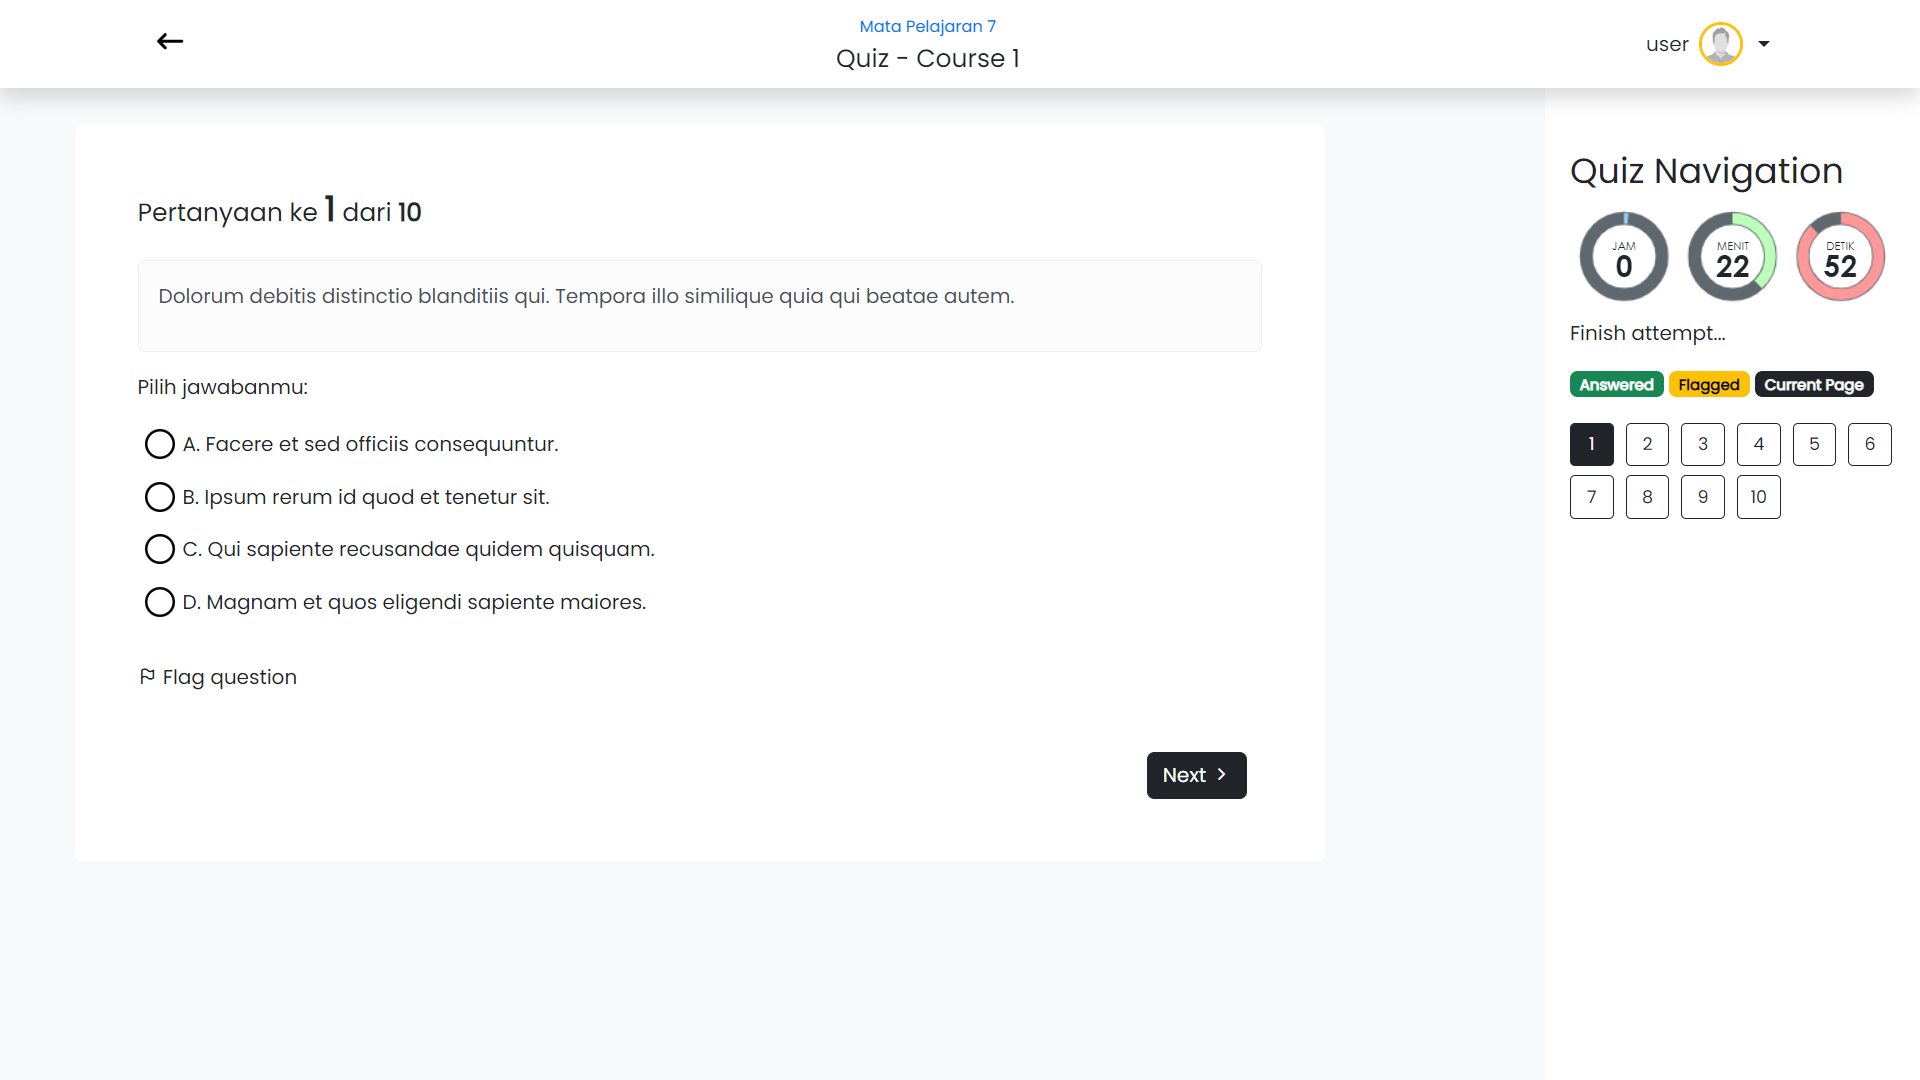 Mata Pelajaran 7
Quiz - Course 1
user
Pertanyaan ke 1 dari 10
Dolorum debitis distinctio blanditiis qui. Tempora illo similique quia qui beatae autem.
Pilih jawabanmu:
A. Facere et sed officiis consequuntur.
B. Ipsum rerum id quod et tenetur sit.
C. Qui sapiente recusandae quidem quisquam.
D. Magnam et quos eligendi sapiente maiores.
Flag question
Next
Quiz Navigation
JAM MENIT DETIK
0 22 52
Finish attempt...
Answered Flagged Current Page
1 2 3 4 5 6
7 8 9 10